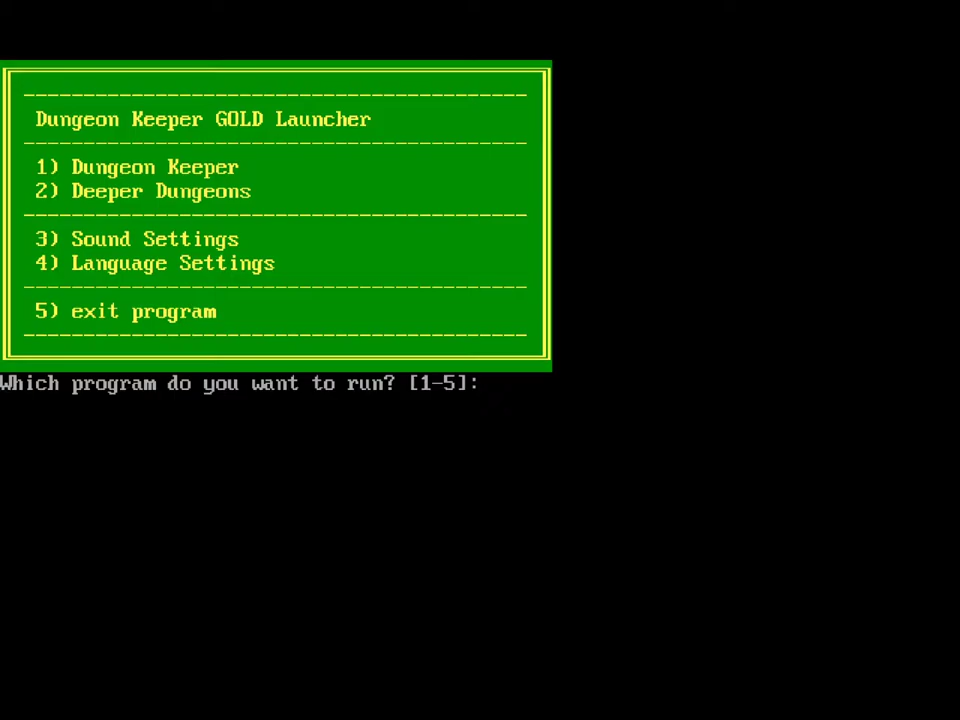 Dungeon Keeper GOLD Launcher
1) Dungeon Keeper
2) Deeper Dungeons
3) Sound Settings
4) Language Settings
5) exit program
Which program do you want to run? [1-5]: